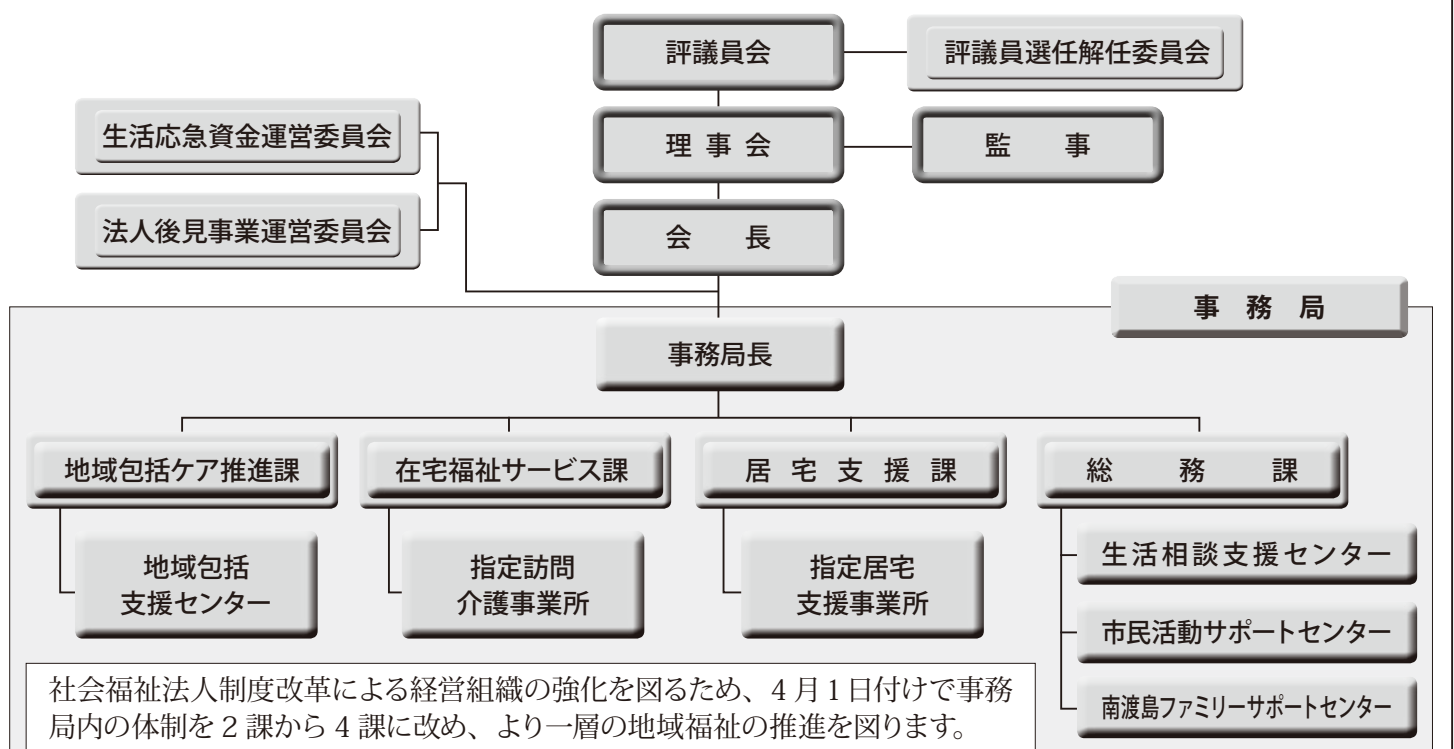 評議員会
評議員選任解任委員会
生活応急資金運営委員会
理事会
監事
法人後見事業運営委員会
会長
事務局
事務局長
地域包括ケア推進課
在宅福祉サービス課
居宅支援課
総務課
地域包括
支援センター
指定訪問
介護事業所
指定居宅
支援事業所
生活相談支援センター
市民活動サポートセンター
南渡島ファミリーサポートセンター
社会福祉法人制度改革による経営組織の強化を図るため、4月1日付けで事務
局内の体制を2課から4課に改め、より一層の地域福祉の推進を図ります。